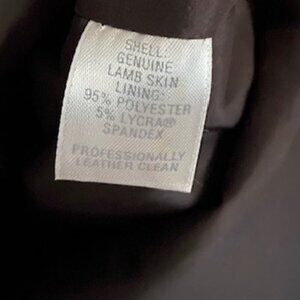 SHELL:
GENUINE
LAMB SKIN
LINING:
95% POLYESTER
5% LYCRA®
SPANDEX
PROFESSIONALLY
LEATHER CLEAN